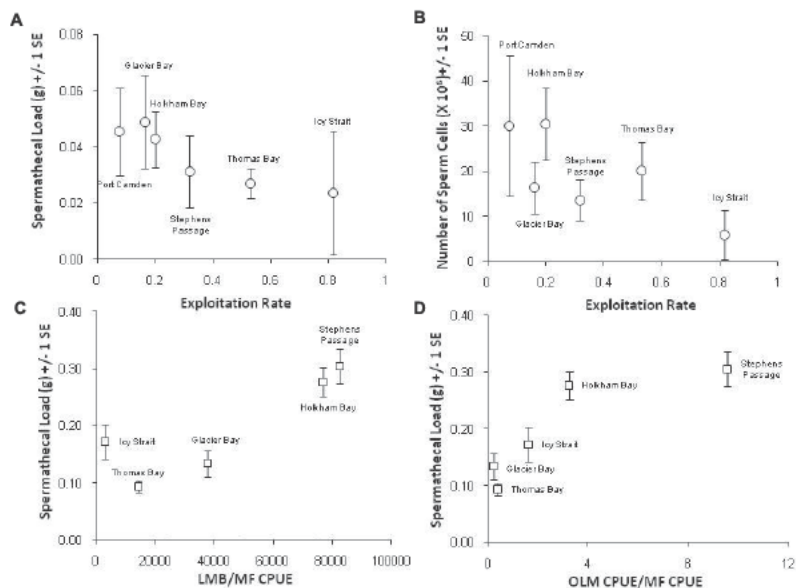 A
Spermathecal Load (g) +/- 1 SE
0.08
0.06
0.04
0.02
0.00
Glacier Bay
Holkham Bay
Port Camden
Stephens
Passage
Thomas Bay
Icy Strait
0 0.2 0.4 0.6 0.8 1
Exploitation Rate
B
Number of Sperm Cells (X 10⁶)+/- 1 SE
50
40
30
20
10
0
Port Camden
Holkham Bay
Glacier Bay
Stephens
Passage
Thomas Bay
Icy Strait
0 0.2 0.4 0.6 0.8 1
Exploitation Rate
C
Spermathecal Load (g) +/- 1 SE
0.40
0.30
0.20
0.10
0.00
Icy Strait
Thomas Bay
Glacier Bay
Stephens
Passage
Holkham Bay
0 20000 40000 60000 80000 100000
LMB/MF CPUE
D
Spermathecal Load (g) +/- 1 SE
0.40
0.30
0.20
0.10
0.00
Stephens
Passage
Holkham Bay
Icy Strait
Glacier Bay
Thomas Bay
0 4 8 12
OLM CPUE/MF CPUE